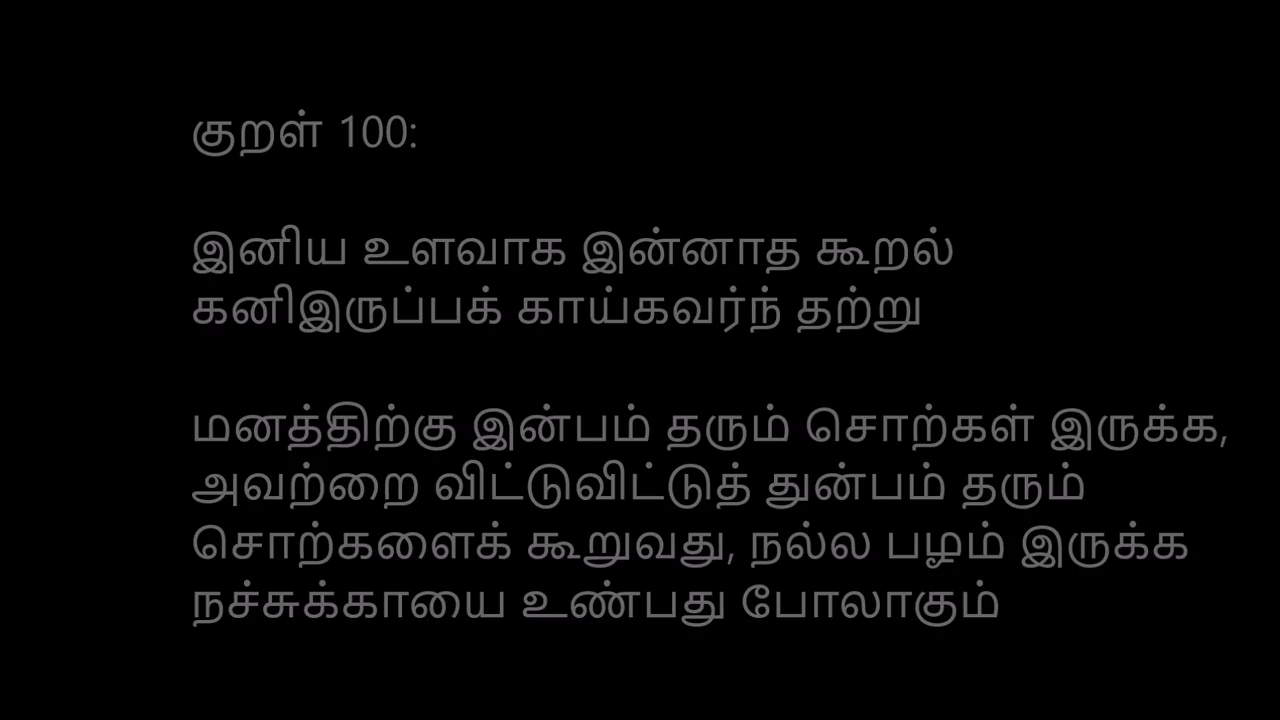 குறள் 100:
இனிய உளவாக இன்னாத கூறல்
கனிஇருப்பக் காய்கவர்ந் தற்று
மனத்திற்கு இன்பம் தரும் சொற்கள் இருக்க,
அவற்றை விட்டுவிட்டுத் துன்பம் தரும்
சொற்களைக் கூறுவது, நல்ல பழம் இருக்க
நச்சுக்காயை உண்பது போலாகும்